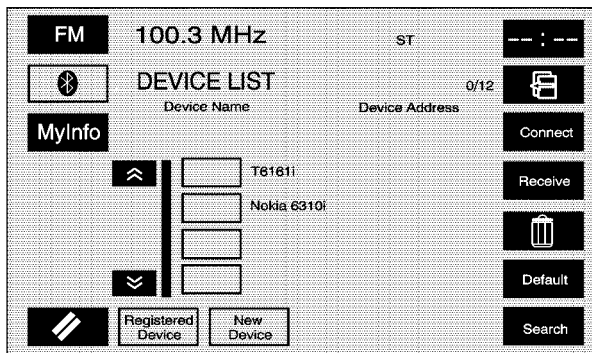 FM 100.3 MHz ST --:--
DEVICE LIST 0/12
Device Name Device Address
MyInfo Connect
T6161i
Receive
Nokia 6310i
Default
Registered Device New Device Search